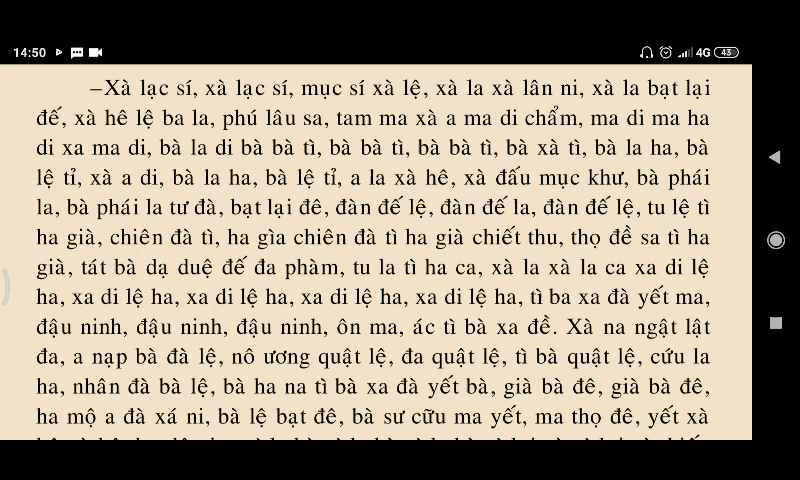 14:50
4G 43
–Xà lạc sí, xà lạc sí, mục sí xà lệ, xà la xà lân ni, xà la bạt lại
đế, xà hê lệ ba la, phú lâu sa, tam ma xà a ma di chẩm, ma di ma ha
di xa ma di, bà la di bà bà tì, bà bà tì, bà bà tì, bà xà tì, bà la ha, bà
lệ tỉ, xà a di, bà la ha, bà lệ tỉ, a la xà hê, xà đấu mục khư, bà phái
la, bà phái la tư đà, bạt lại đê, đàn đế lệ, đàn đế la, đàn đế lệ, tu lệ tì
ha già, chiên đà tì, ha gìa chiên đà tì ha già chiết thu, thọ đề sa tì ha
già, tát bà dạ duệ đế đa phàm, tu la tì ha ca, xà la xà la ca xa di lệ
ha, xa di lệ ha, xa di lệ ha, xa di lệ ha, xa di lệ ha, tì ba xa đà yết ma,
đậu ninh, đậu ninh, đậu ninh, ôn ma, ác tì bà xa đề. Xà na ngật lật
đa, a nạp bà đà lệ, nô ương quật lệ, đa quật lệ, tì bà quật lệ, cứu la
ha, nhân đà bà lệ, bà ha na tì bà xa đà yết bà, già bà đê, già bà đê,
ha mộ a đà xá ni, bà lệ bạt đê, bà sư cữu ma yết, ma thọ đê, yết xà